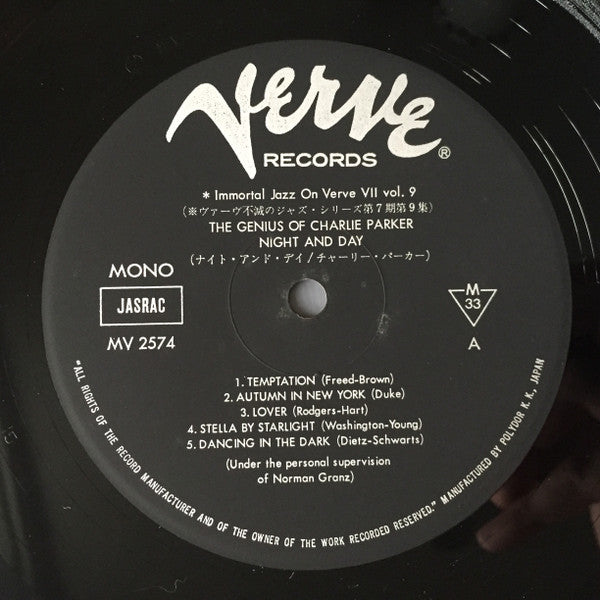 Verve
RECORDS ®
* Immortal Jazz On Verve VII vol. 9
(※ヴァーヴ不滅のジャズ・シリーズ第7期第9集)
THE GENIUS OF CHARLIE PARKER
NIGHT AND DAY
(ナイト・アンド・デイ/チャーリー・パーカー)
MONO
JASRAC
MV 2574
M
33
A
1. TEMPTATION (Freed-Brown)
2. AUTUMN IN NEW YORK (Duke)
3. LOVER (Rodgers-Hart)
4. STELLA BY STARLIGHT (Washington-Young)
5. DANCING IN THE DARK (Dietz-Schwarts)
(Under the personal supervision
of Norman Granz)
"ALL RIGHTS OF THE RECORD MANUFACTURER AND OF THE OWNER OF THE WORK RECORDED RESERVED." MANUFACTURED BY POLYDOR K. K., JAPAN